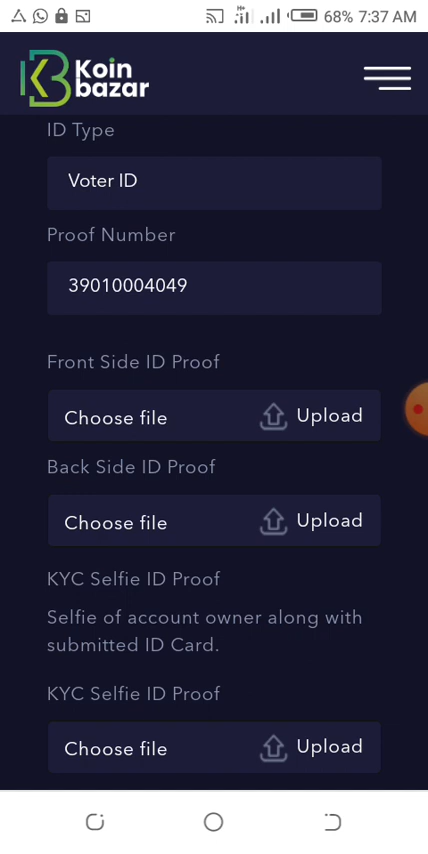 H+
68% 7:37 AM
Koin
bazar
ID Type
Voter ID
Proof Number
39010004049
Front Side ID Proof
Choose file Upload
Back Side ID Proof
Choose file Upload
KYC Selfie ID Proof
Selfie of account owner along with
submitted ID Card.
KYC Selfie ID Proof
Choose file Upload